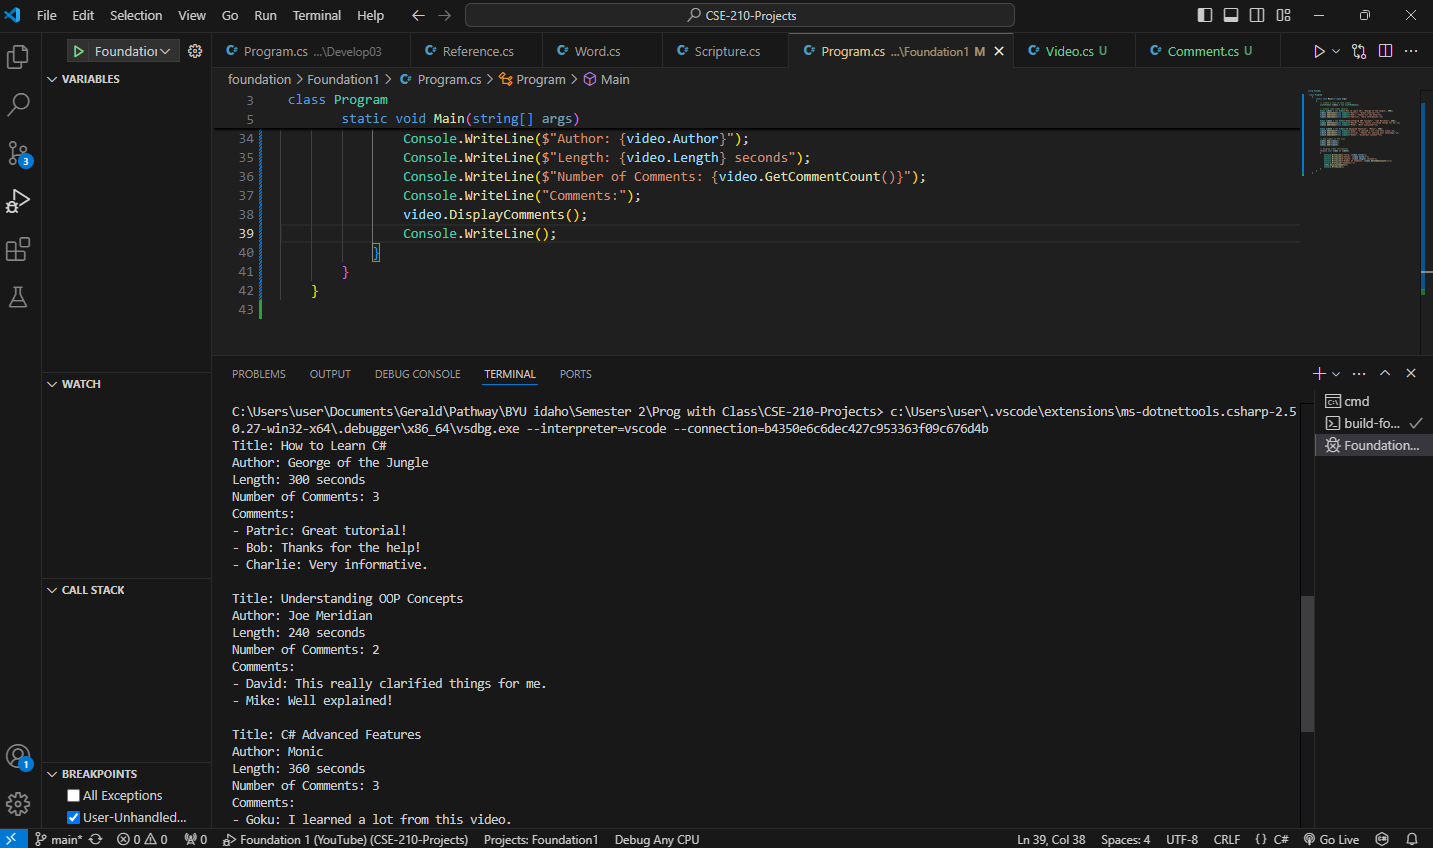 File Edit Selection View Go Run Terminal Help CSE-210-Projects
Foundation
Program.cs ...\Develop03 Reference.cs Word.cs Scripture.cs Program.cs ...\Foundation1 M Video.cs U Comment.cs U
VARIABLES
foundation > Foundation1 > Program.cs > Program > Main
3 class Program
5 static void Main(string[] args)
34 Console.WriteLine($"Author: {video.Author}");
35 Console.WriteLine($"Length: {video.Length} seconds");
36 Console.WriteLine($"Number of Comments: {video.GetCommentCount()}");
37 Console.WriteLine("Comments:");
38 video.DisplayComments();
39 Console.WriteLine();
40 }
41 }
42 }
43
3
WATCH
CALL STACK
1
BREAKPOINTS
All Exceptions
User-Unhandled...
PROBLEMS OUTPUT DEBUG CONSOLE TERMINAL PORTS
C:\Users\user\Documents\Gerald\Pathway\BYU idaho\Semester 2\Prog with Class\CSE-210-Projects> c:\Users\user\.vscode\extensions\ms-dotnettools.csharp-2.5
0.27-win32-x64\.debugger\x86_64\vsdbg.exe --interpreter=vscode --connection=b4350e6c6dec427c953363f09c676d4b
Title: How to Learn C#
Author: George of the Jungle
Length: 300 seconds
Number of Comments: 3
Comments:
- Patric: Great tutorial!
- Bob: Thanks for the help!
- Charlie: Very informative.
Title: Understanding OOP Concepts
Author: Joe Meridian
Length: 240 seconds
Number of Comments: 2
Comments:
- David: This really clarified things for me.
- Mike: Well explained!
Title: C# Advanced Features
Author: Monic
Length: 360 seconds
Number of Comments: 3
Comments:
- Goku: I learned a lot from this video.
cmd
build-fo...
Foundation...
main* 0 0 0 Foundation 1 (YouTube) (CSE-210-Projects) Projects: Foundation1 Debug Any CPU Ln 39, Col 38 Spaces: 4 UTF-8 CRLF {} C# Go Live